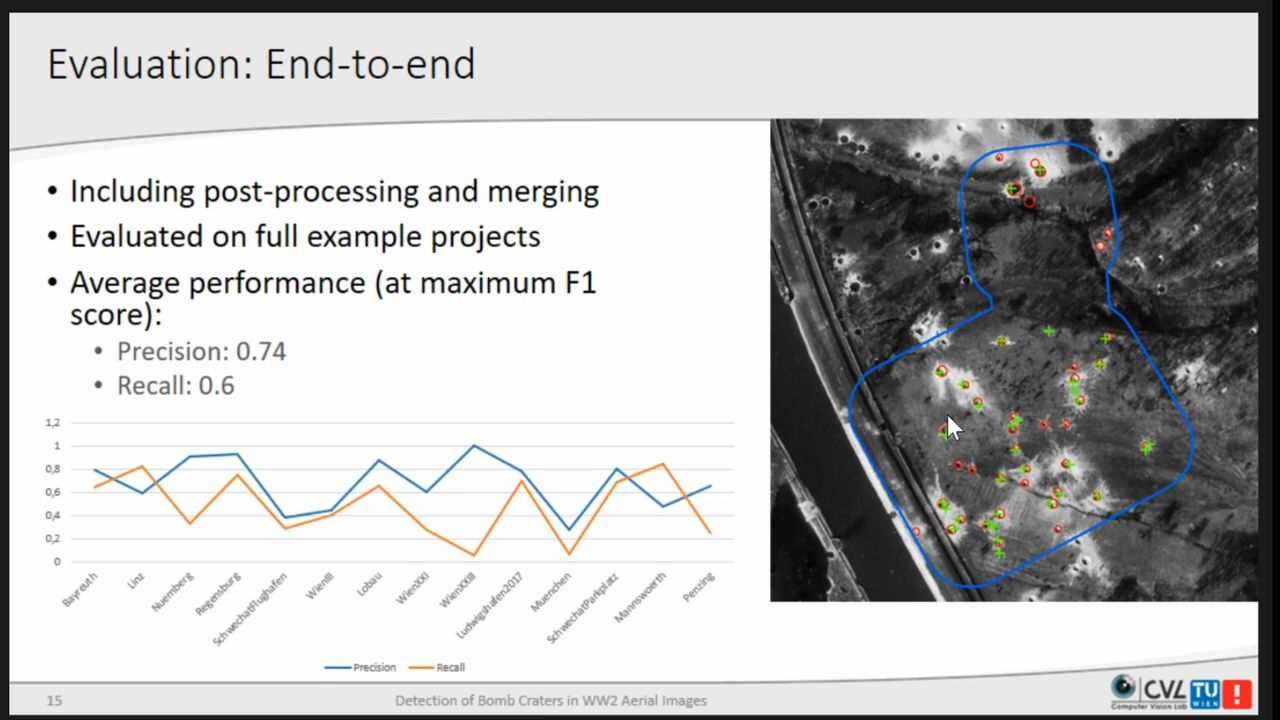 Evaluation: End-to-end
• Including post-processing and merging
• Evaluated on full example projects
• Average performance (at maximum F1
score):
• Precision: 0.74
• Recall: 0.6
1,2
1
0,8
0,6
0,4
0,2
0
Bayreuth
Linz
Nuernberg
Regensburg
SchwechatFlughafen
WienIII
Lobau
WienXXI
WienXXIII
Ludwigshafen2017
Muenchen
SchwechatParkplatz
Mannswoerth
Penzing
Precision
Recall
15
Detection of Bomb Craters in WW2 Aerial Images
CVL
Computer Vision Lab
TU
WIEN
!